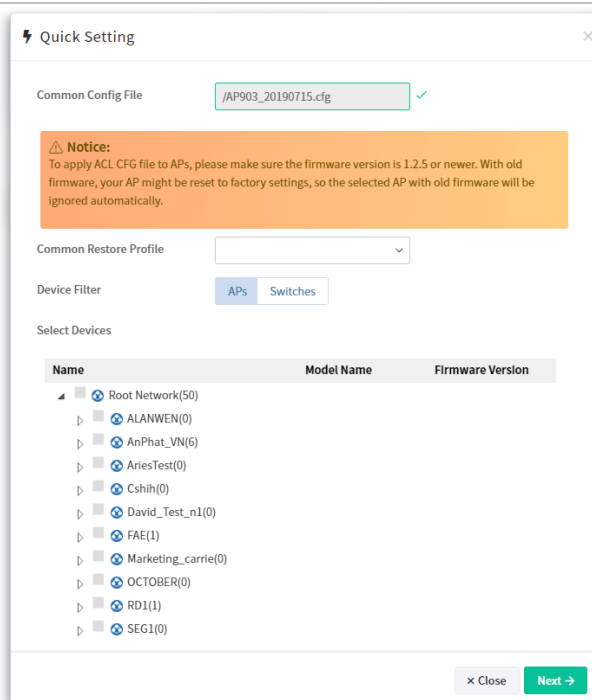 Quick Setting
Common Config File
/AP903_20190715.cfg
Notice:
To apply ACL CFG file to APs, please make sure the firmware version is 1.2.5 or newer. With old
firmware, your AP might be reset to factory settings, so the selected AP with old firmware will be
ignored automatically.
Common Restore Profile
Device Filter
APs Switches
Select Devices
Name Model Name Firmware Version
Root Network(50)
ALANWEN(0)
AnPhat_VN(6)
AriesTest(0)
Cshih(0)
David_Test_n1(0)
FAE(1)
Marketing_carrie(0)
OCTOBER(0)
RD1(1)
SEG1(0)
× Close Next →